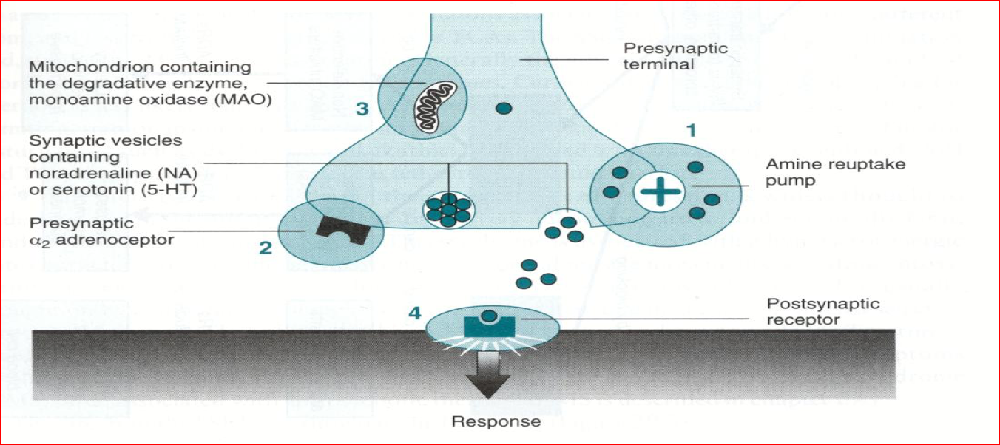 Mitochondrion containing
the degradative enzyme,
monoamine oxidase (MAO)
3
Presynaptic
terminal
1
Synaptic vesicles
containing
noradrenaline (NA)
or serotonin (5-HT)
Amine reuptake
pump
Presynaptic
α₂ adrenoceptor
2
4
Postsynaptic
receptor
Response